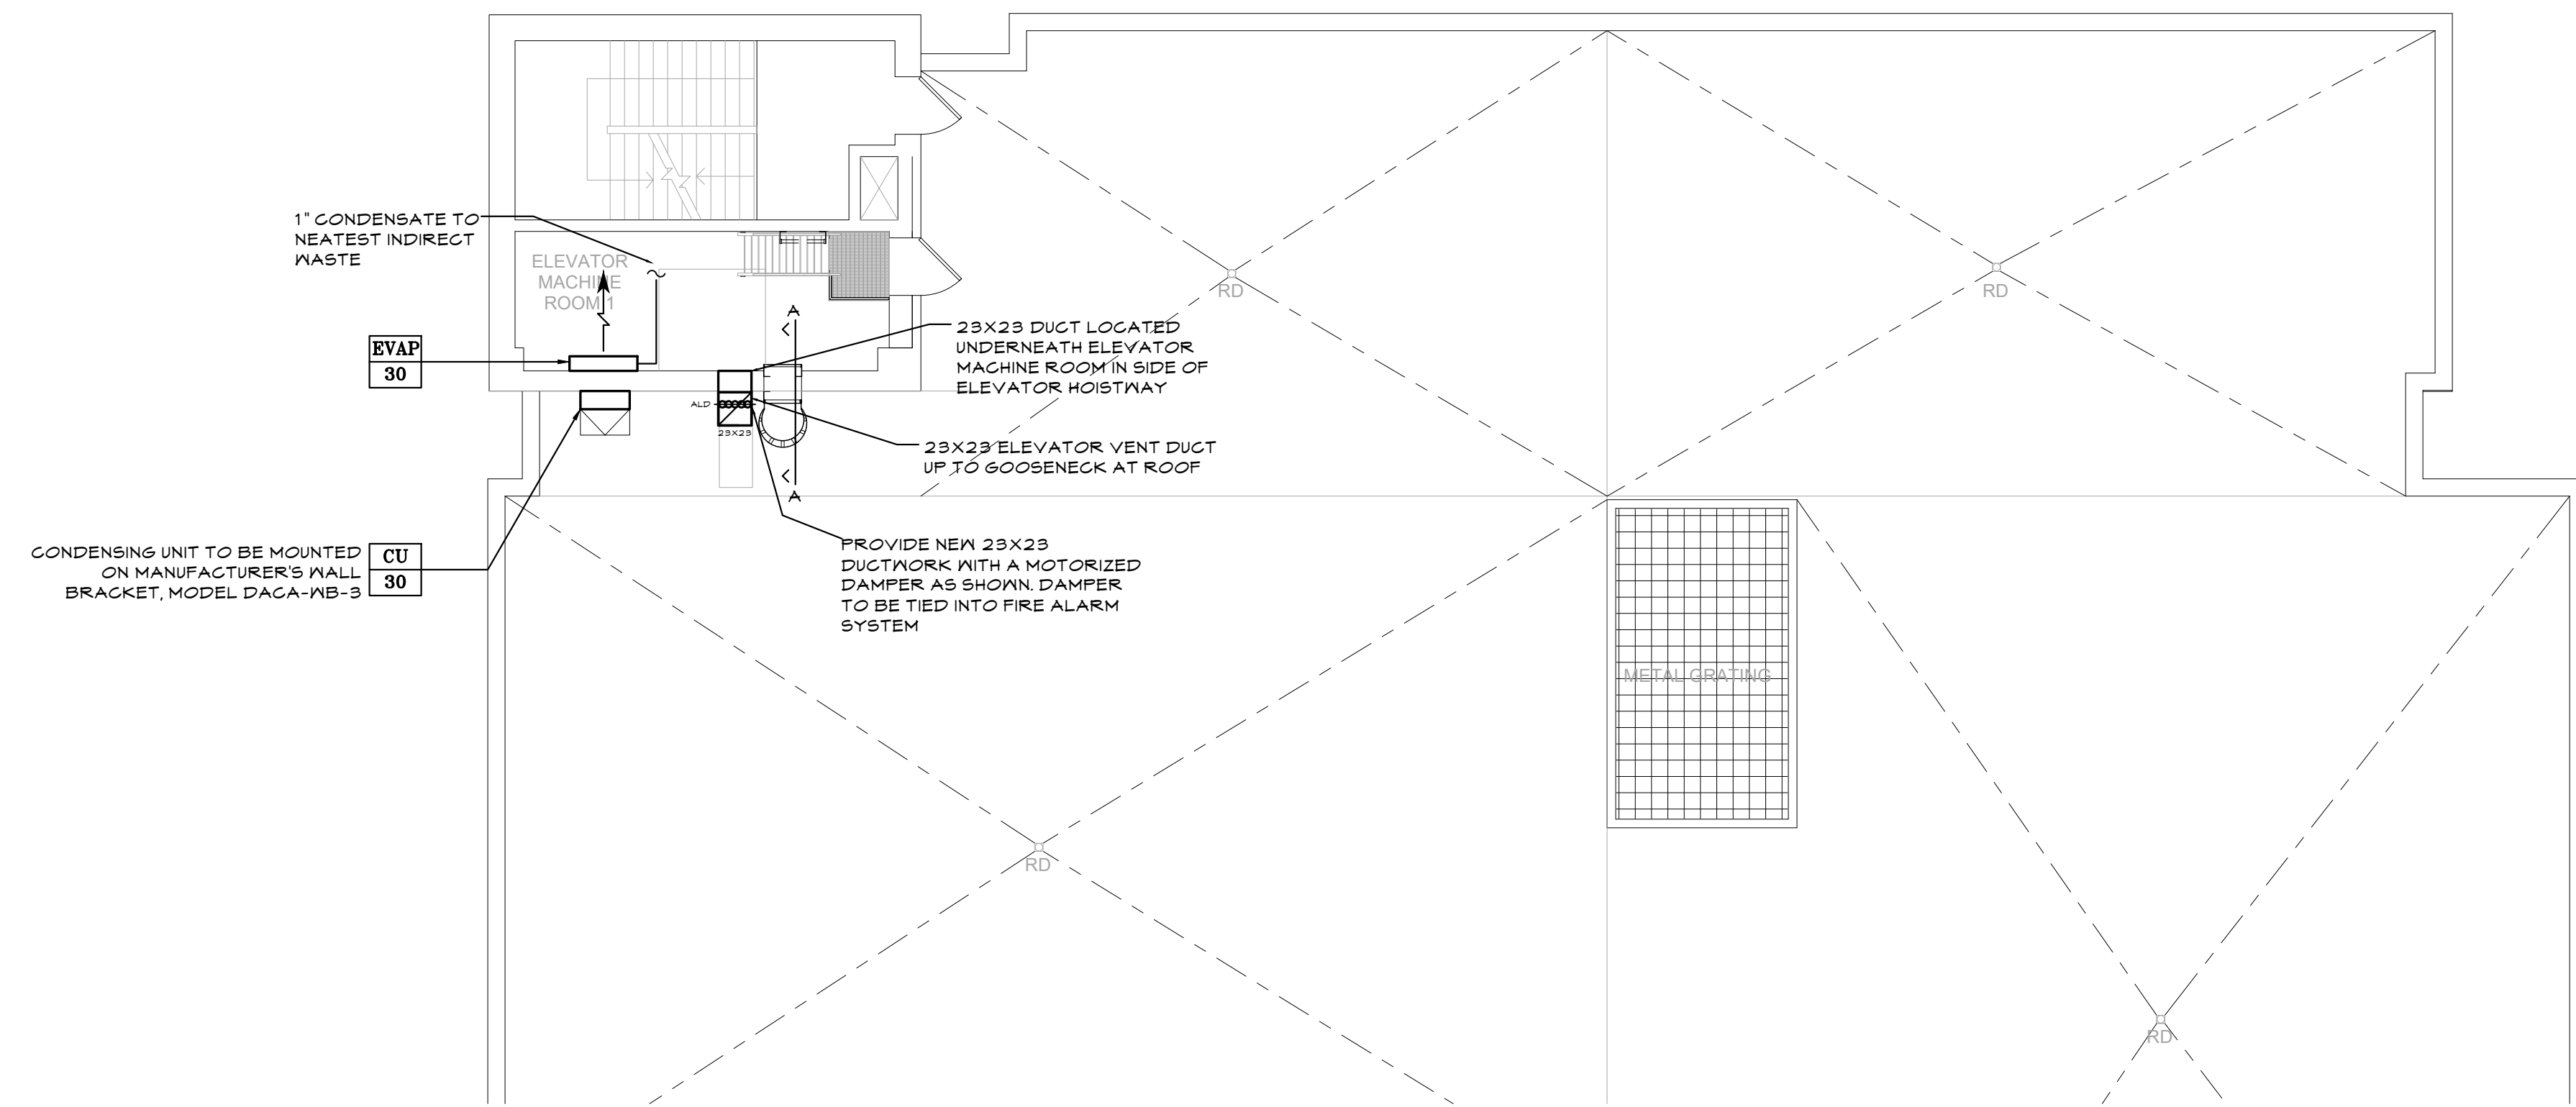 1" CONDENSATE TO
NEATEST INDIRECT
WASTE
ELEVATOR
MACHINE
ROOM 1
EVAP
30
A
23X23 DUCT LOCATED
UNDERNEATH ELEVATOR
MACHINE ROOM IN SIDE OF
ELEVATOR HOISTWAY
ALD
23X23
23X23 ELEVATOR VENT DUCT
UP TO GOOSENECK AT ROOF
A
CONDENSING UNIT TO BE MOUNTED
ON MANUFACTURER'S WALL
BRACKET, MODEL DACA-WB-3
CU
30
PROVIDE NEW 23X23
DUCTWORK WITH A MOTORIZED
DAMPER AS SHOWN. DAMPER
TO BE TIED INTO FIRE ALARM
SYSTEM
RD
RD
METAL GRATING
RD
RD